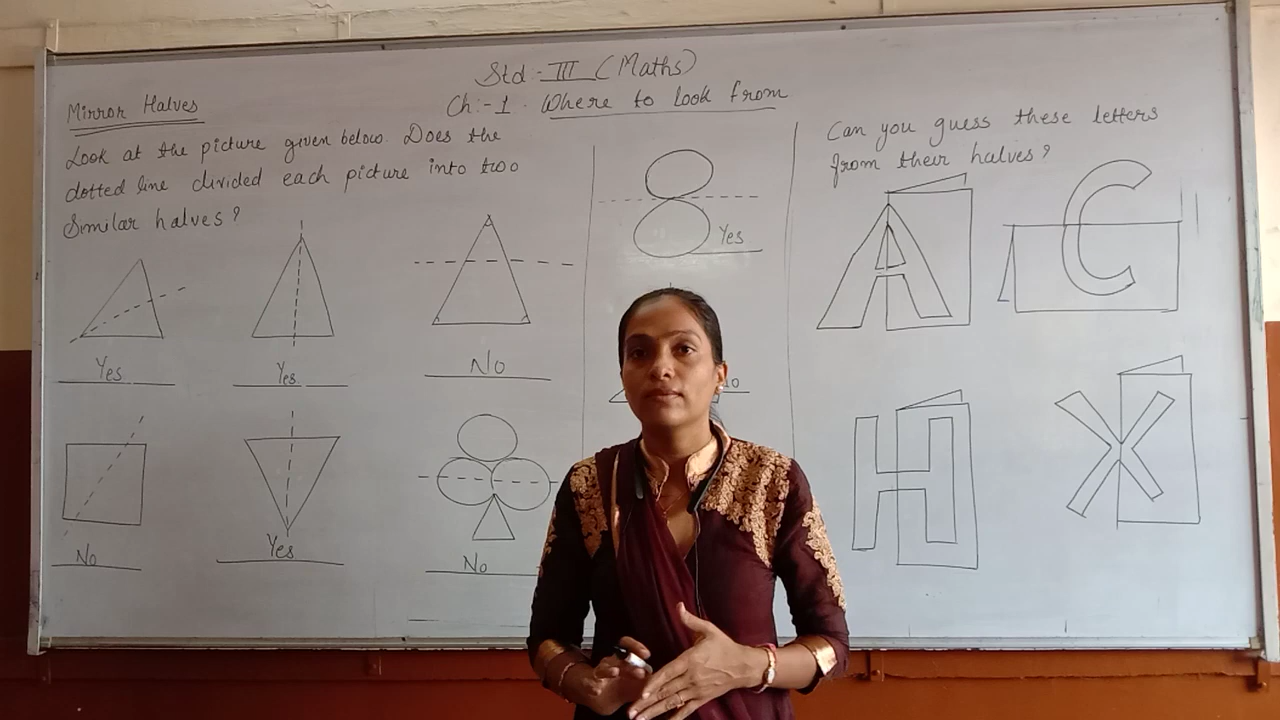 Std:- III (Maths)
Ch:-1. Where to look from
Mirror Halves
Look at the picture given below. Does the
dotted line divided each picture into two
Similar halves?
Yes
Yes
No
No
Yes
No
Yes
Can you guess these letters
from their halves?
A
C
H
X